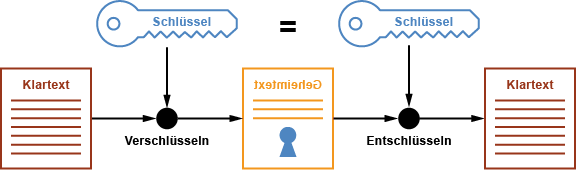 Schlüssel
=
Schlüssel
Klartext
Geheimtext
Klartext
Verschlüsseln
Entschlüsseln